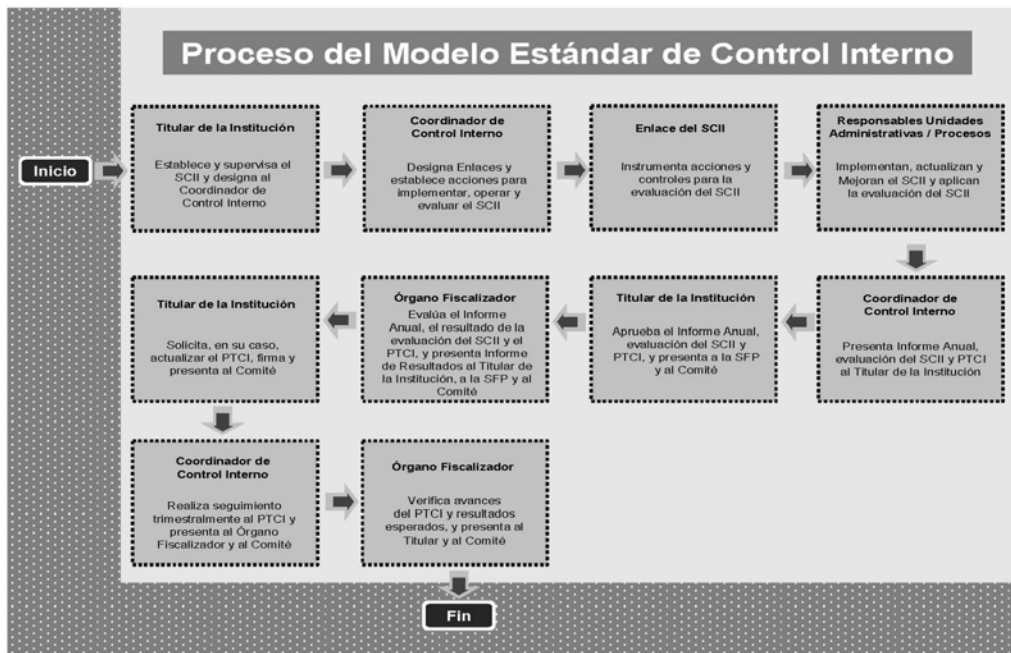 Proceso del Modelo Estándar de Control Interno
Inicio
Titular de la Institución
Establece y supervisa el
SCII y designa al
Coordinador de
Control Interno
Coordinador de
Control Interno
Designa Enlaces y
establece acciones para
implementar, operar y
evaluar el SCII
Enlace del SCII
Instrumenta acciones y
controles para la
evaluación del SCII
Responsables Unidades
Administrativas / Procesos
Implementan, actualizan y
Mejoran el SCII y aplican
la evaluación del SCII
Coordinador de
Control Interno
Presenta Informe Anual,
evaluación del SCII y PTCI
al Titular de la Institución
Titular de la Institución
Aprueba el Informe Anual,
evaluación del SCII y
PTCI, y presenta a la SFP
y al Comité
Órgano Fiscalizador
Evalúa el Informe
Anual, el resultado de la
evaluación del SCII y el
PTCI, y presenta Informe
de Resultados al Titular de
la Institución, a la SFP y al
Comité
Titular de la Institución
Solicita, en su caso,
actualizar el PTCI, firma y
presenta al Comité
Coordinador de
Control Interno
Realiza seguimiento
trimestralmente al PTCI y
presenta al Órgano
Fiscalizador y al Comité
Órgano Fiscalizador
Verifica avances
del PTCI y resultados
esperados, y presenta al
Titular y al Comité
Fin